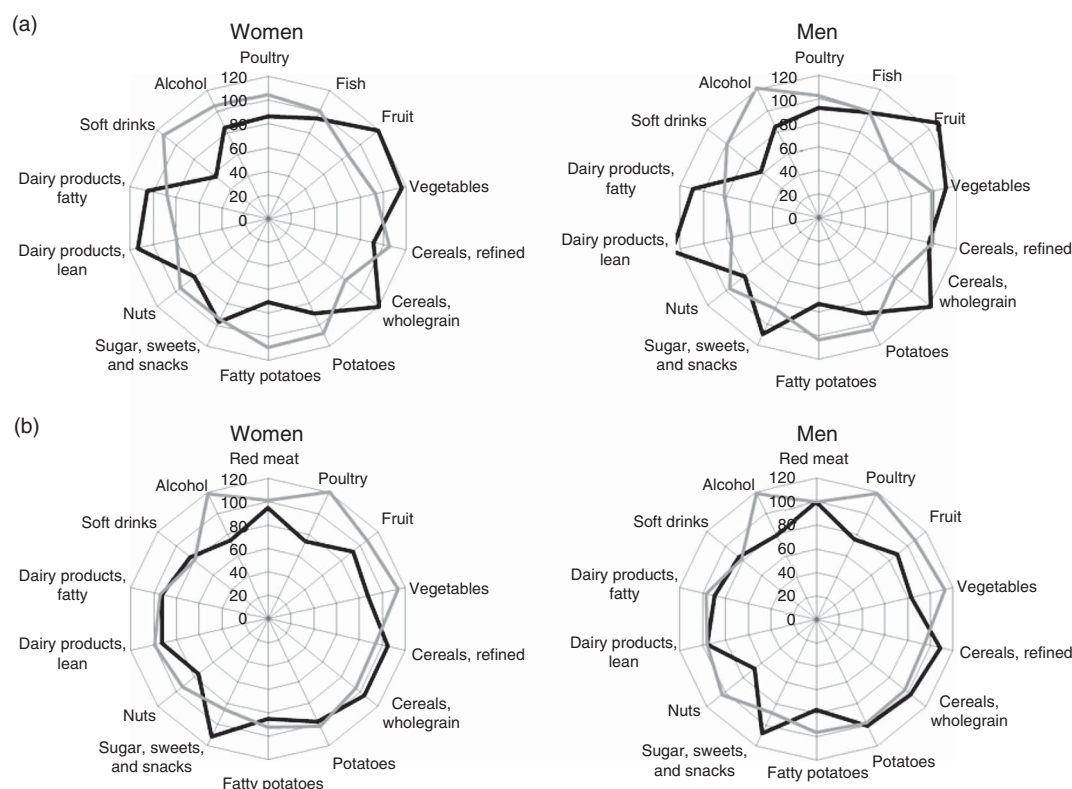 (a)
Women
Poultry
Fish
Fruit
Vegetables
Cereals, refined
Cereals,
wholegrain
Potatoes
Fatty potatoes
Sugar, sweets,
and snacks
Nuts
Dairy products,
lean
Dairy products,
fatty
Soft drinks
Alcohol
120
100
80
60
40
20
0
Men
Poultry
Fish
Fruit
Vegetables
Cereals, refined
Cereals,
wholegrain
Potatoes
Fatty potatoes
Sugar, sweets,
and snacks
Nuts
Dairy products,
lean
Dairy products,
fatty
Soft drinks
Alcohol
120
100
80
60
40
20
0
(b)
Women
Red meat
Poultry
Fruit
Vegetables
Cereals, refined
Cereals,
wholegrain
Potatoes
Fatty potatoes
Sugar, sweets,
and snacks
Nuts
Dairy products,
lean
Dairy products,
fatty
Soft drinks
Alcohol
120
100
80
60
40
20
0
Men
Red meat
Poultry
Fruit
Vegetables
Cereals, refined
Cereals,
wholegrain
Potatoes
Fatty potatoes
Sugar, sweets,
and snacks
Nuts
Dairy products,
lean
Dairy products,
fatty
Soft drinks
Alcohol
120
100
80
60
40
20
0